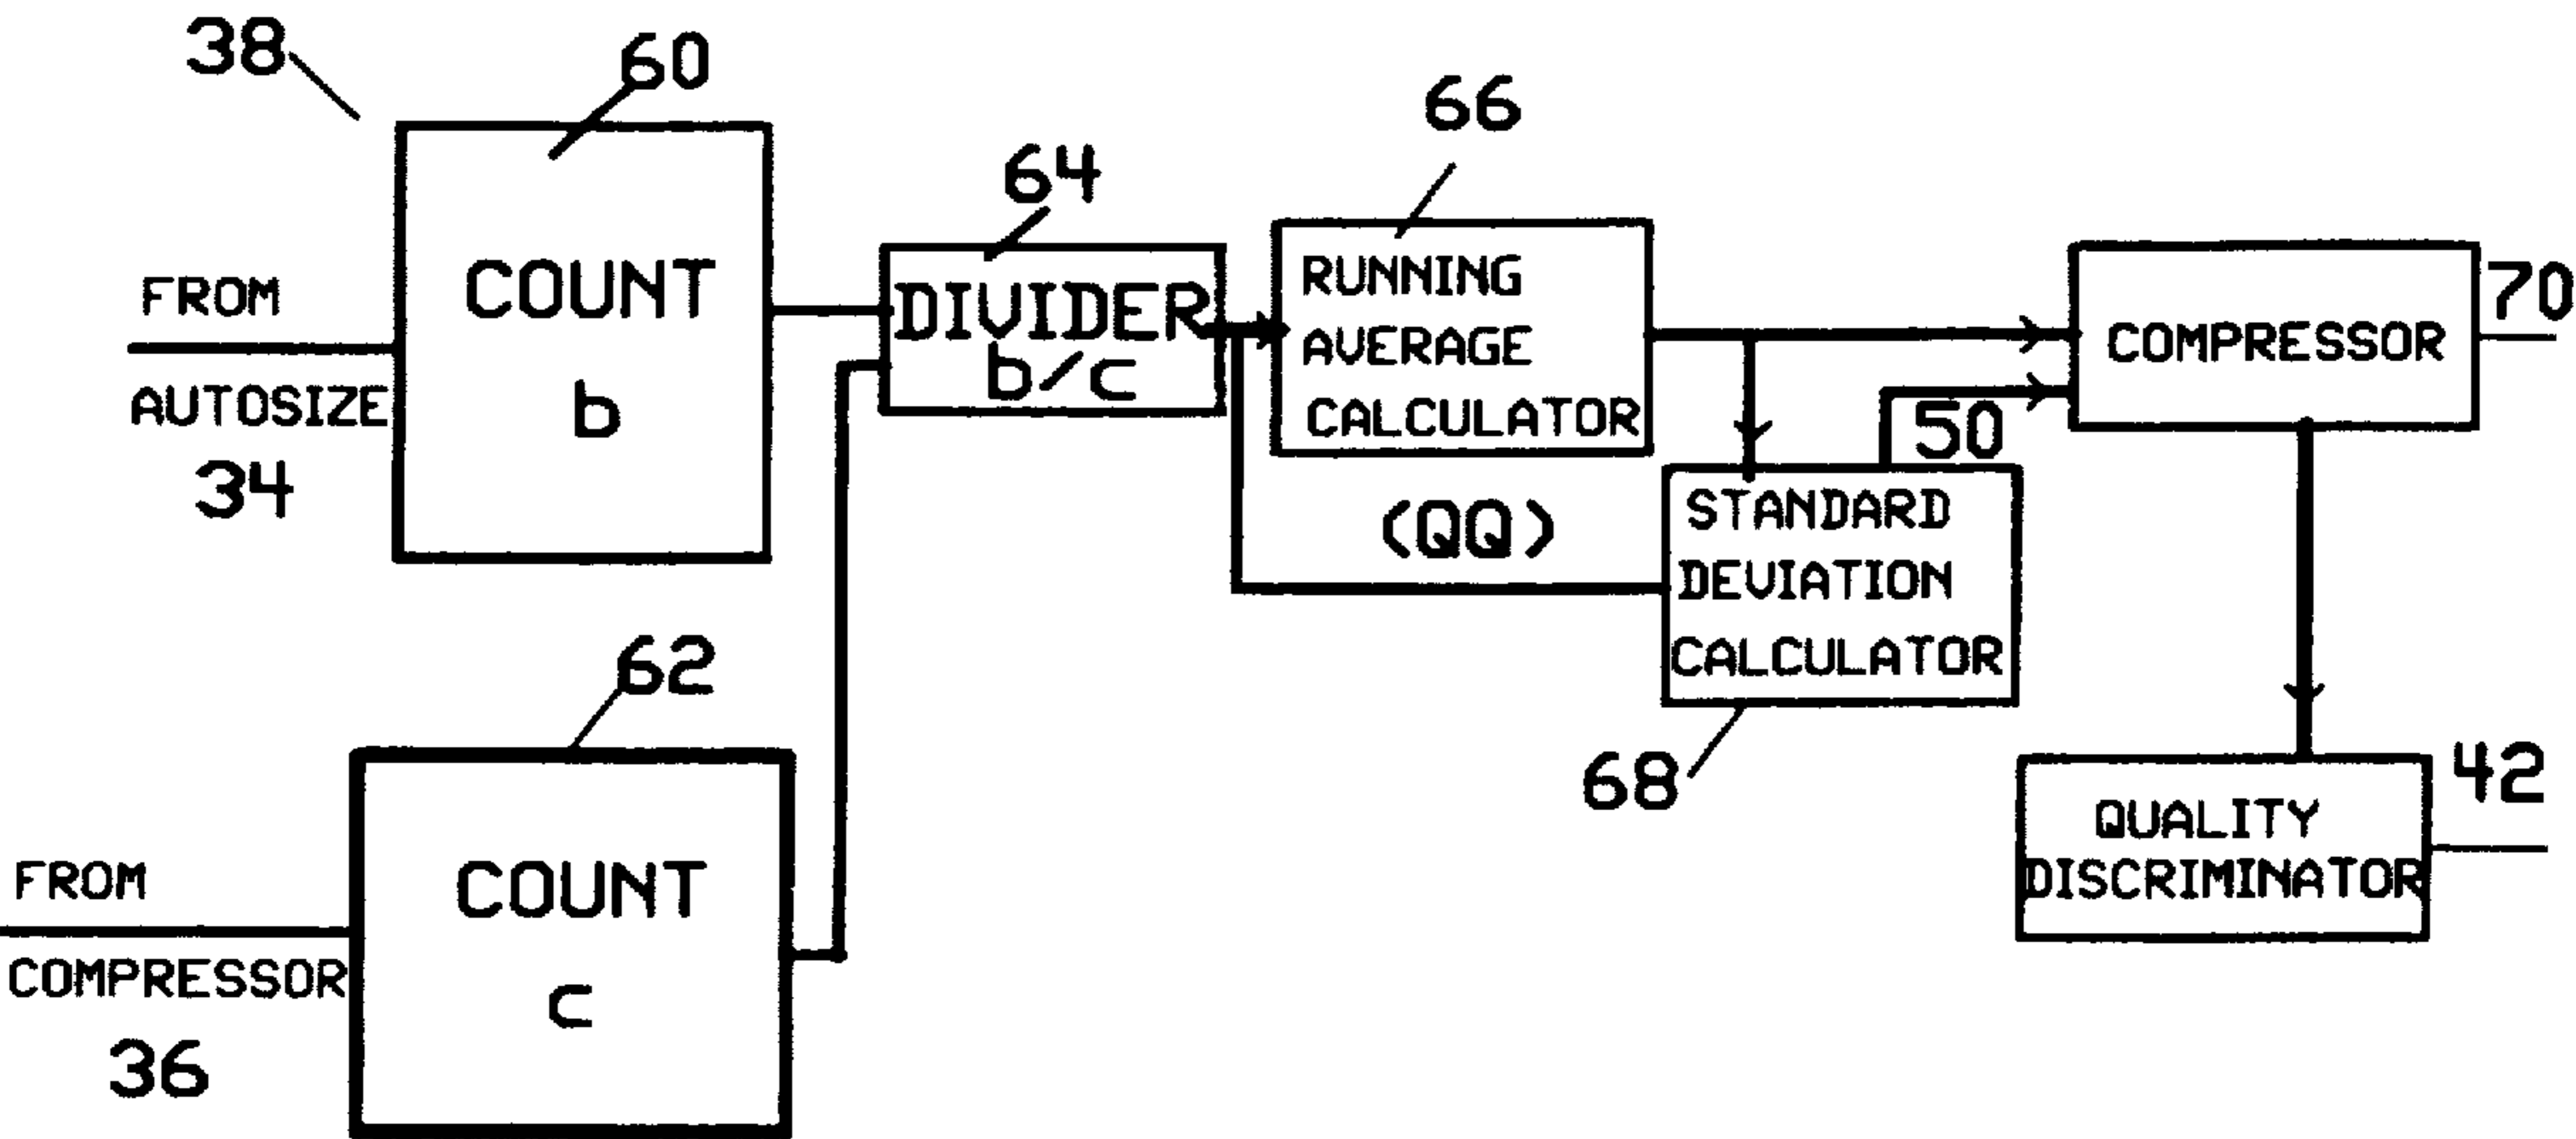 38
60
COUNT
b
FROM
AUTOSIZE
34
64
DIVIDER
b/c
66
RUNNING
AVERAGE
CALCULATOR
COMPRESSOR
70
50
(QQ)
STANDARD
DEVIATION
CALCULATOR
68
62
COUNT
c
FROM
COMPRESSOR
36
QUALITY
DISCRIMINATOR
42